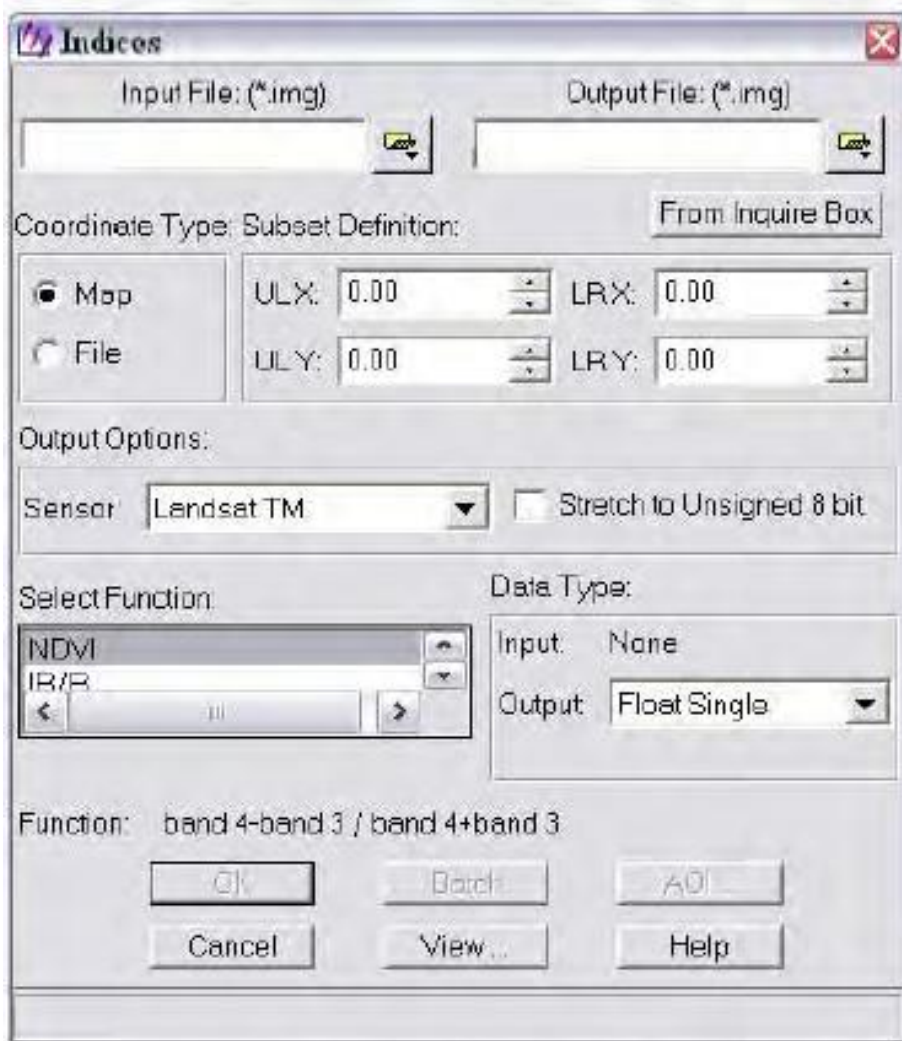 Indices
Input File: (*.img) Output File: (*.img)
From Inquire Box
Coordinate Type: Subset Definition:
Map ULX: 0.00 LRX: 0.00
File ULY: 0.00 LRY: 0.00
Output Options:
Sensor Landsat TM Stretch to Unsigned 8 bit
Select Function: Data Type:
NDVI Input: None
IR/R
Output: Float Single
Function: band 4-band 3 / band 4+band 3
OK Batch AOI ...
Cancel View ... Help